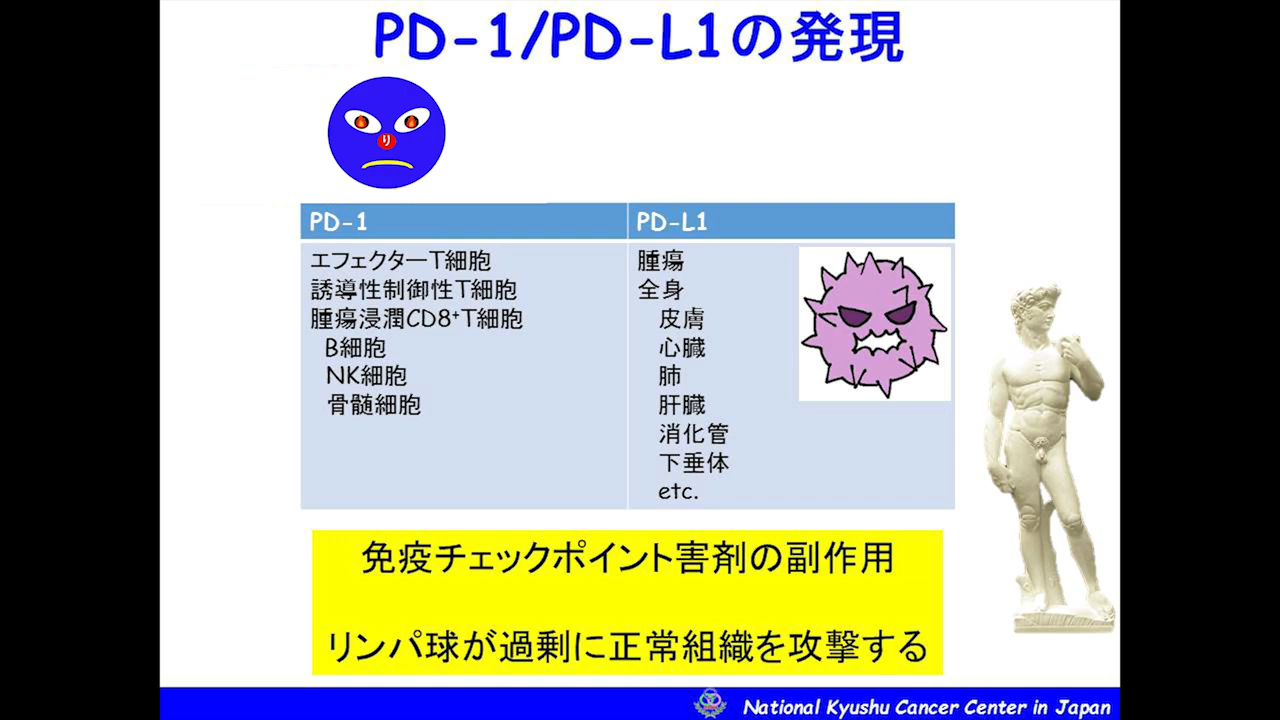 PD-1/PD-L1の発現
り
PD-1
エフェクターT細胞
誘導性制御性T細胞
腫瘍浸潤CD8⁺T細胞
B細胞
NK細胞
骨髄細胞
PD-L1
腫瘍
全身
皮膚
心臓
肺
肝臓
消化管
下垂体
etc.
免疫チェックポイント害剤の副作用
リンパ球が過剰に正常組織を攻撃する
National Kyushu Cancer Center in Japan